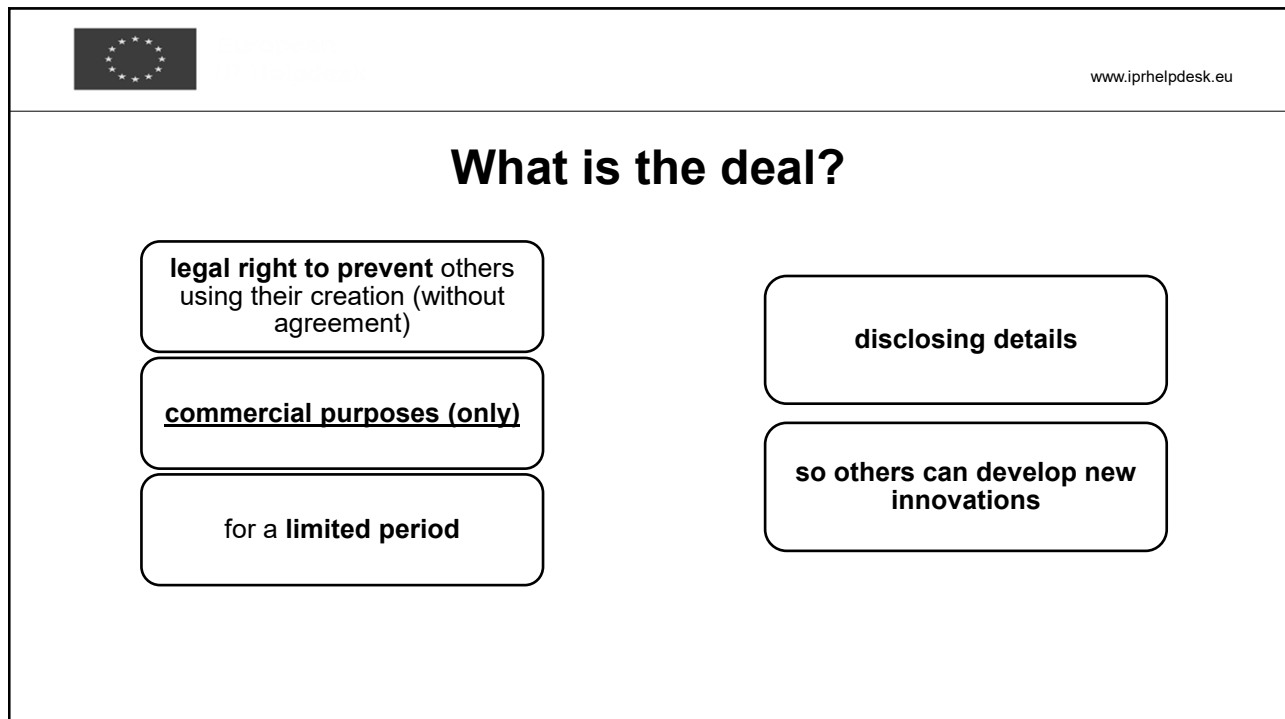 www.iprhelpdesk.eu
What is the deal?
legal right to prevent others
using their creation (without
agreement)
commercial purposes (only)
for a limited period
disclosing details
so others can develop new
innovations